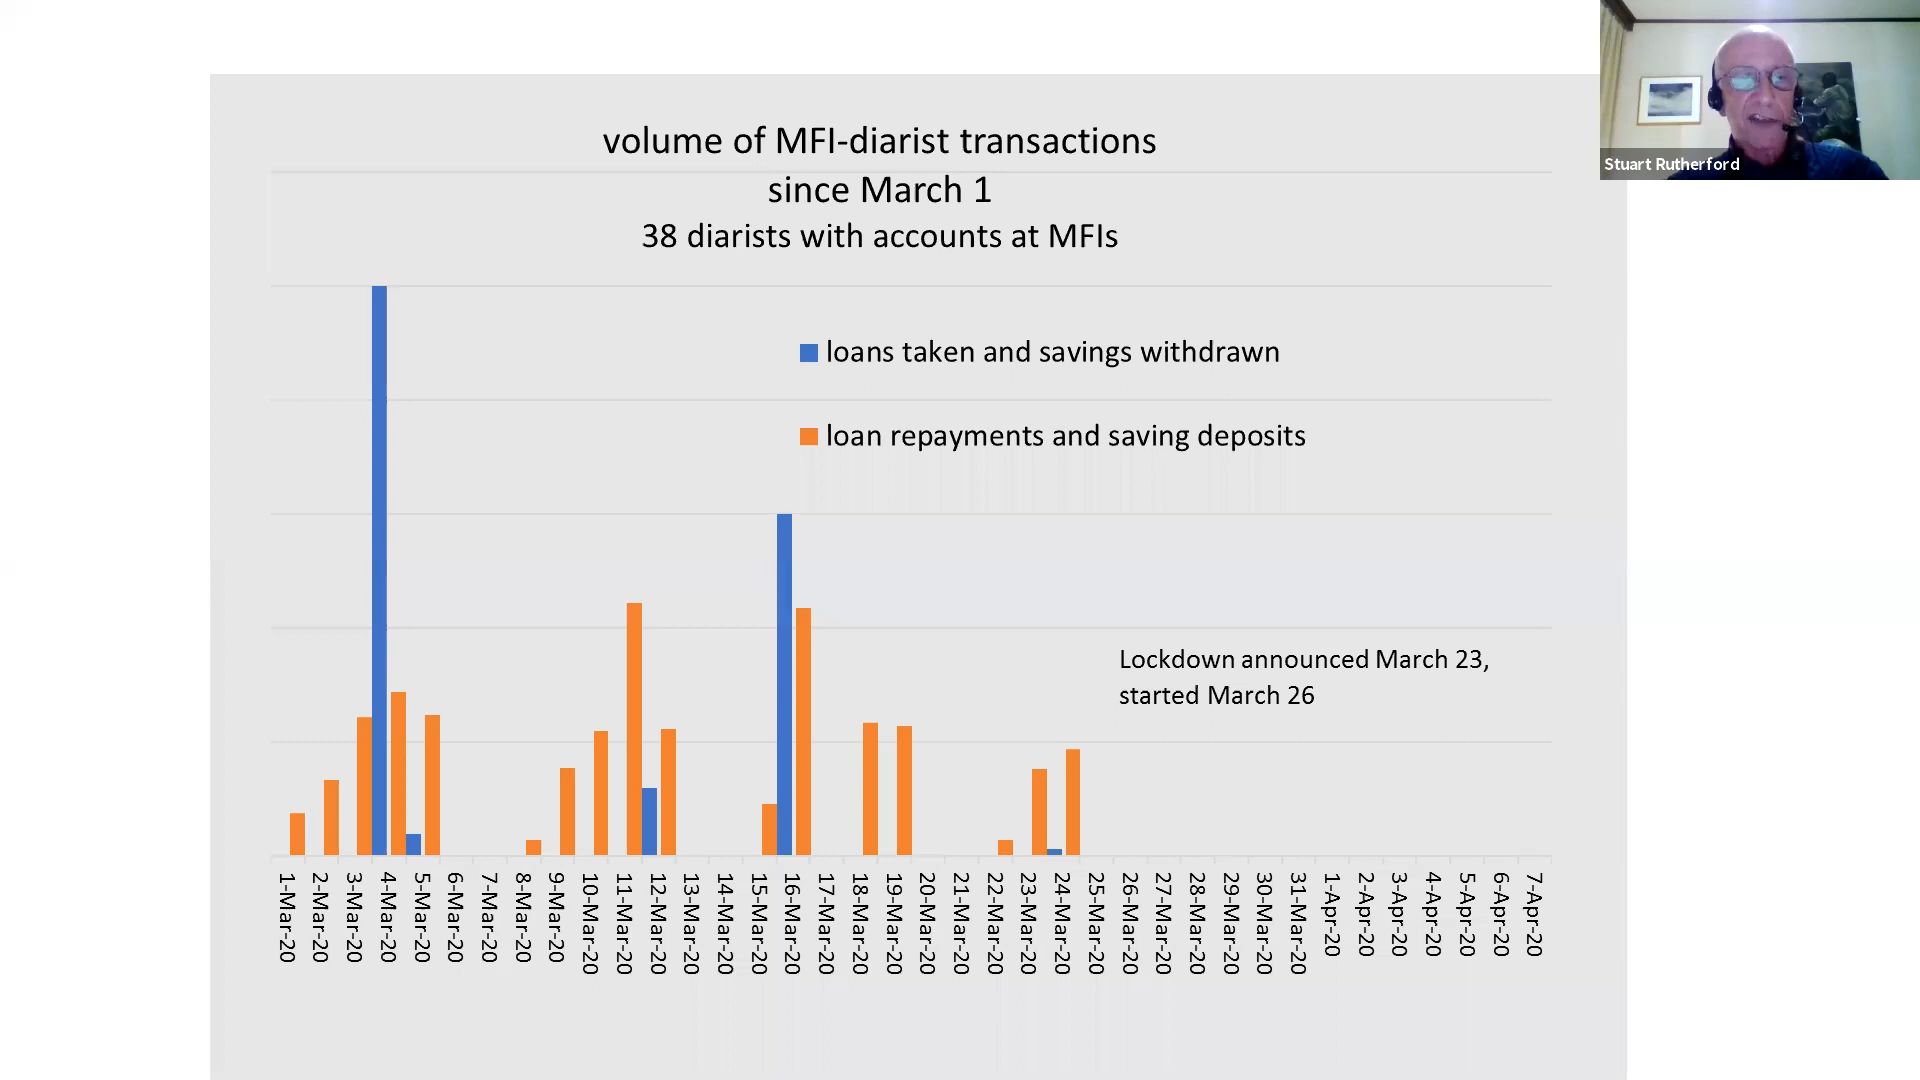 volume of MFI-diarist transactions
since March 1
38 diarists with accounts at MFIs
Stuart Rutherford
loans taken and savings withdrawn
loan repayments and saving deposits
Lockdown announced March 23,
started March 26
1-Mar-20
2-Mar-20
3-Mar-20
4-Mar-20
5-Mar-20
6-Mar-20
7-Mar-20
8-Mar-20
9-Mar-20
10-Mar-20
11-Mar-20
12-Mar-20
13-Mar-20
14-Mar-20
15-Mar-20
16-Mar-20
17-Mar-20
18-Mar-20
19-Mar-20
20-Mar-20
21-Mar-20
22-Mar-20
23-Mar-20
24-Mar-20
25-Mar-20
26-Mar-20
27-Mar-20
28-Mar-20
29-Mar-20
30-Mar-20
31-Mar-20
1-Apr-20
2-Apr-20
3-Apr-20
4-Apr-20
5-Apr-20
6-Apr-20
7-Apr-20